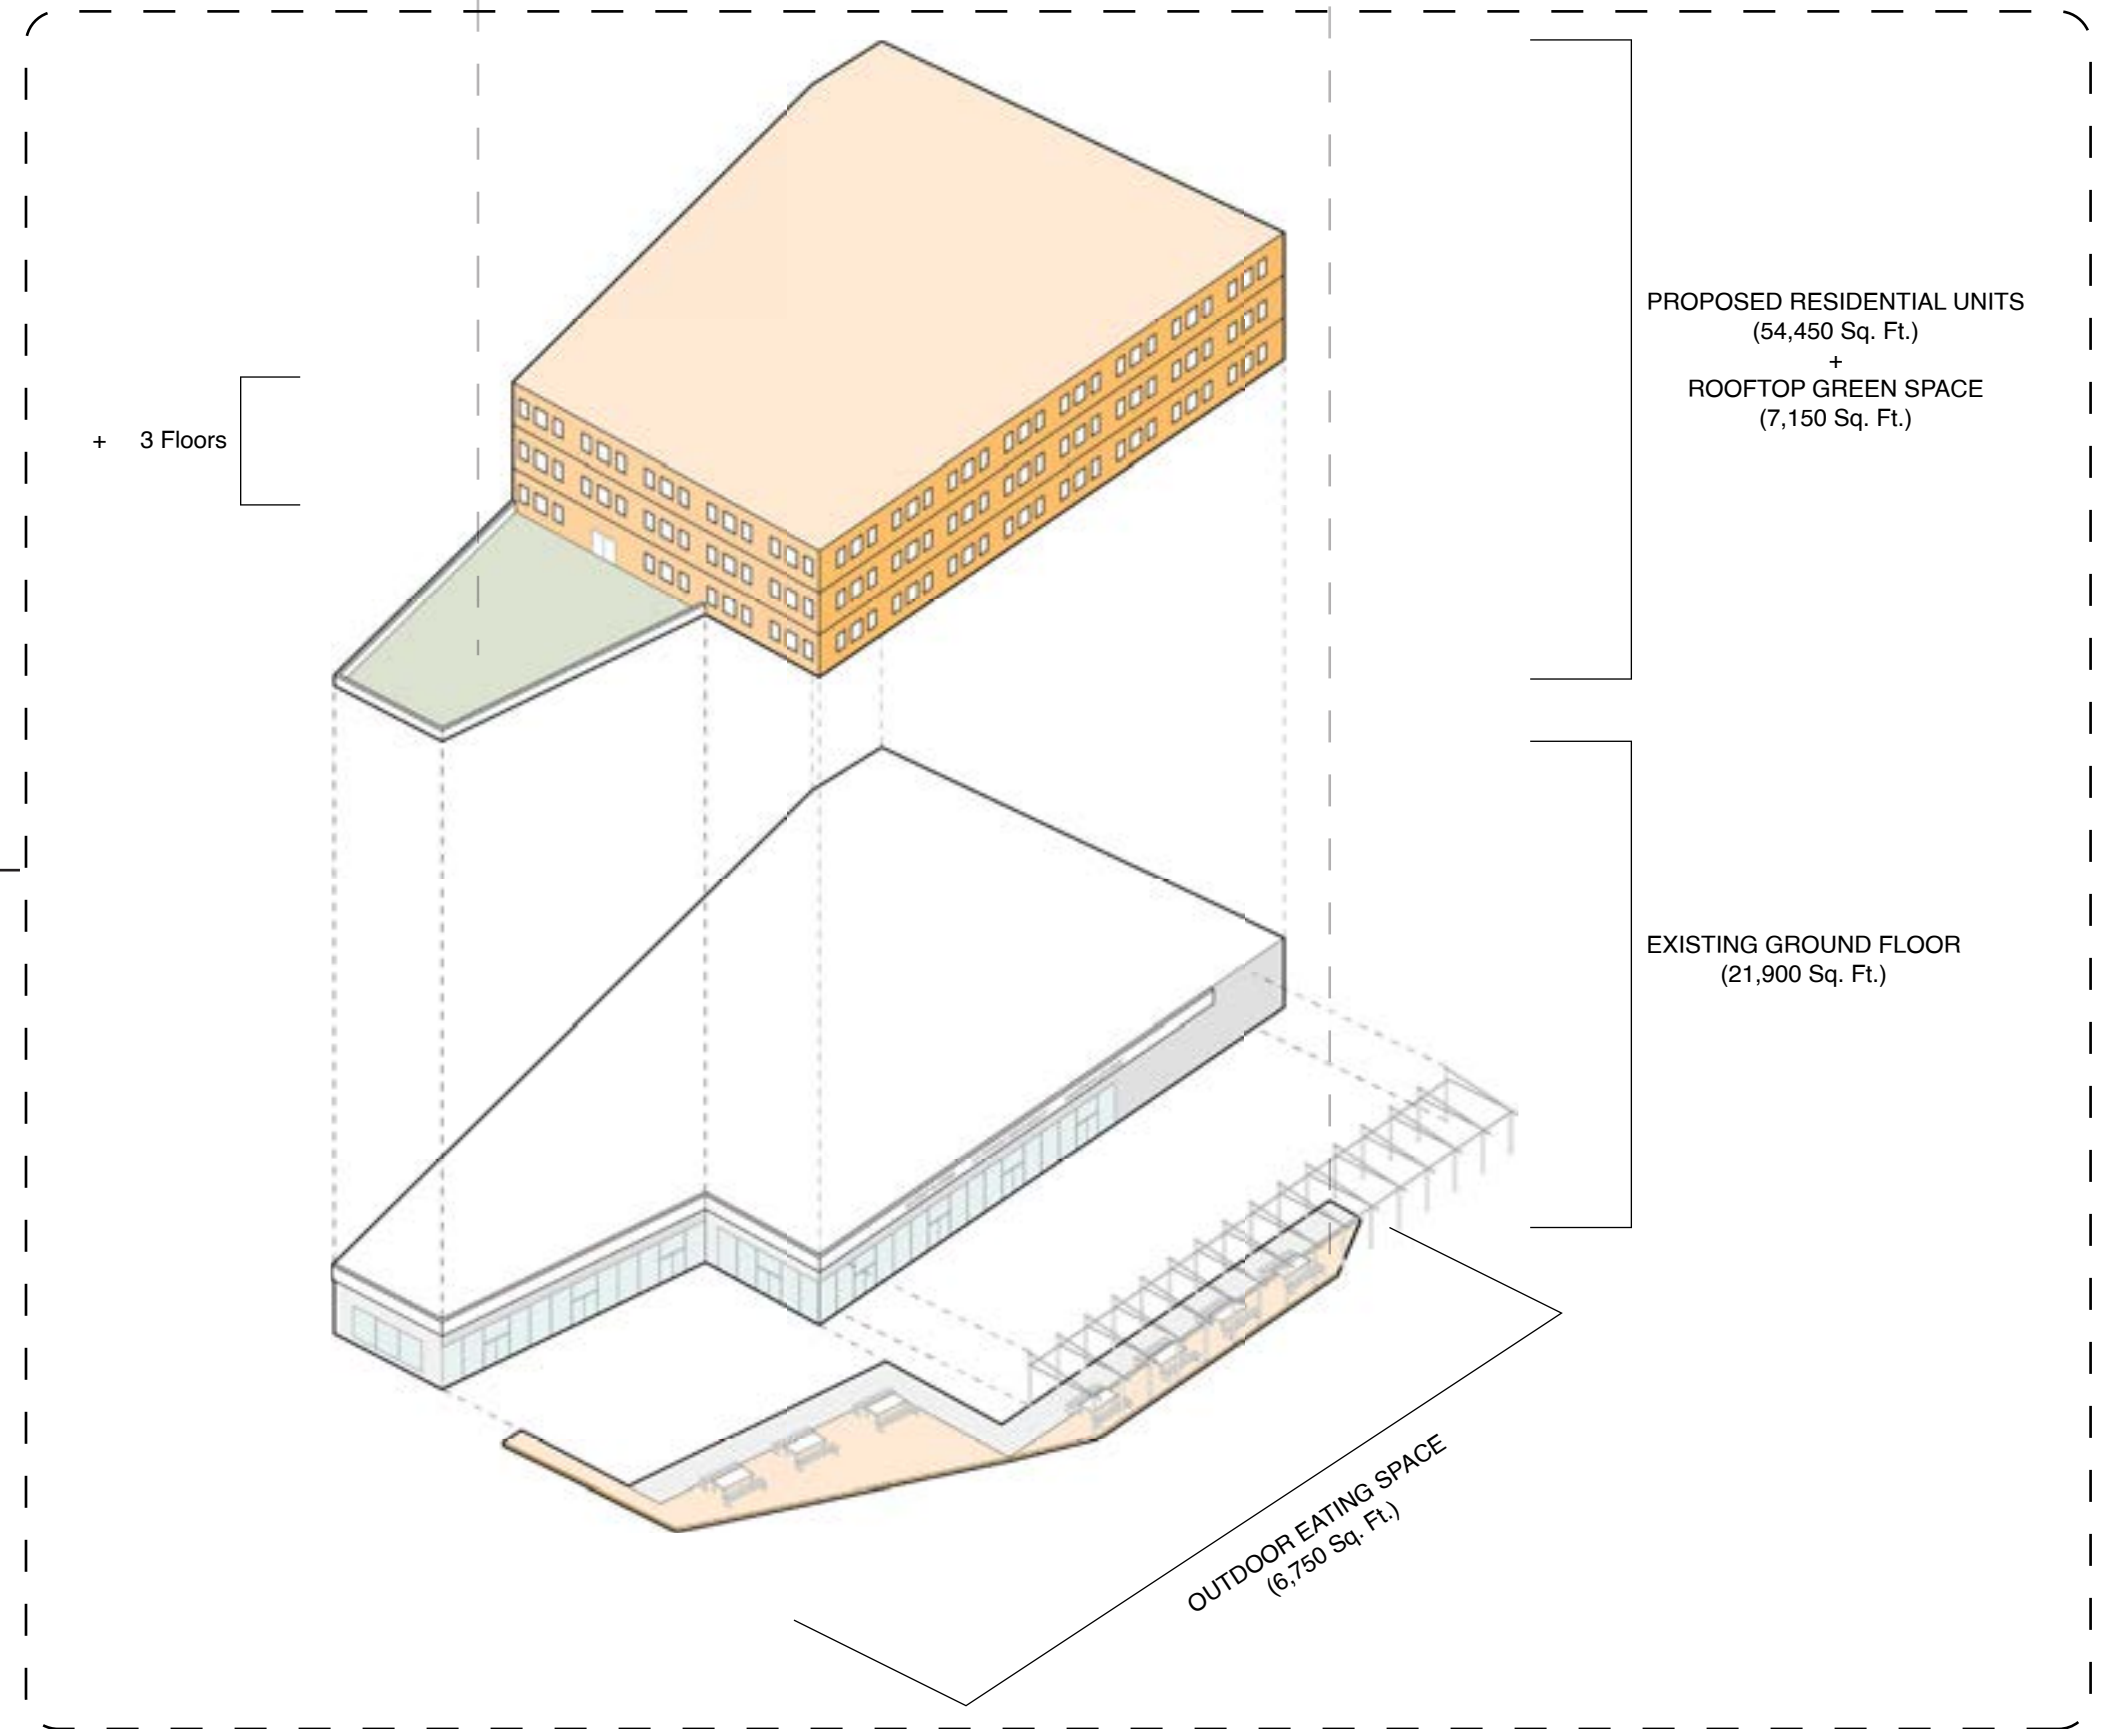 PROPOSED RESIDENTIAL UNITS
(54,450 Sq. Ft.)
+
ROOFTOP GREEN SPACE
(7,150 Sq. Ft.)
+ 3 Floors
EXISTING GROUND FLOOR
(21,900 Sq. Ft.)
OUTDOOR EATING SPACE
(6,750 Sq. Ft.)